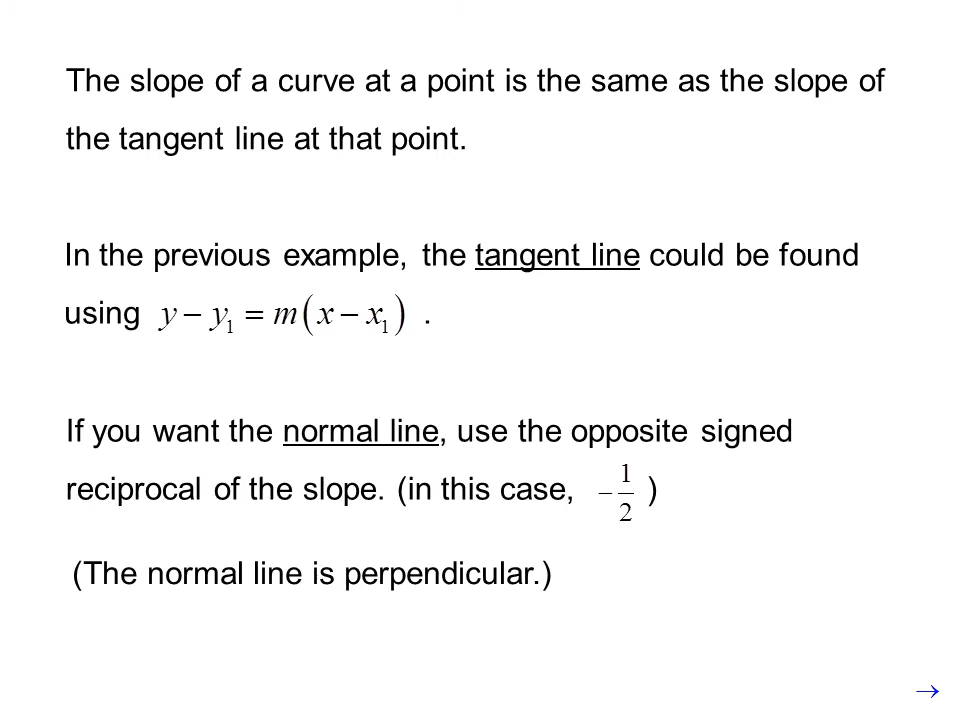 The slope of a curve at a point is the same as the slope of
the tangent line at that point.
In the previous example, the tangent line could be found
using y − y₁ = m(x − x₁) .
If you want the normal line, use the opposite signed
reciprocal of the slope. (in this case, −1/2 )
(The normal line is perpendicular.)
→